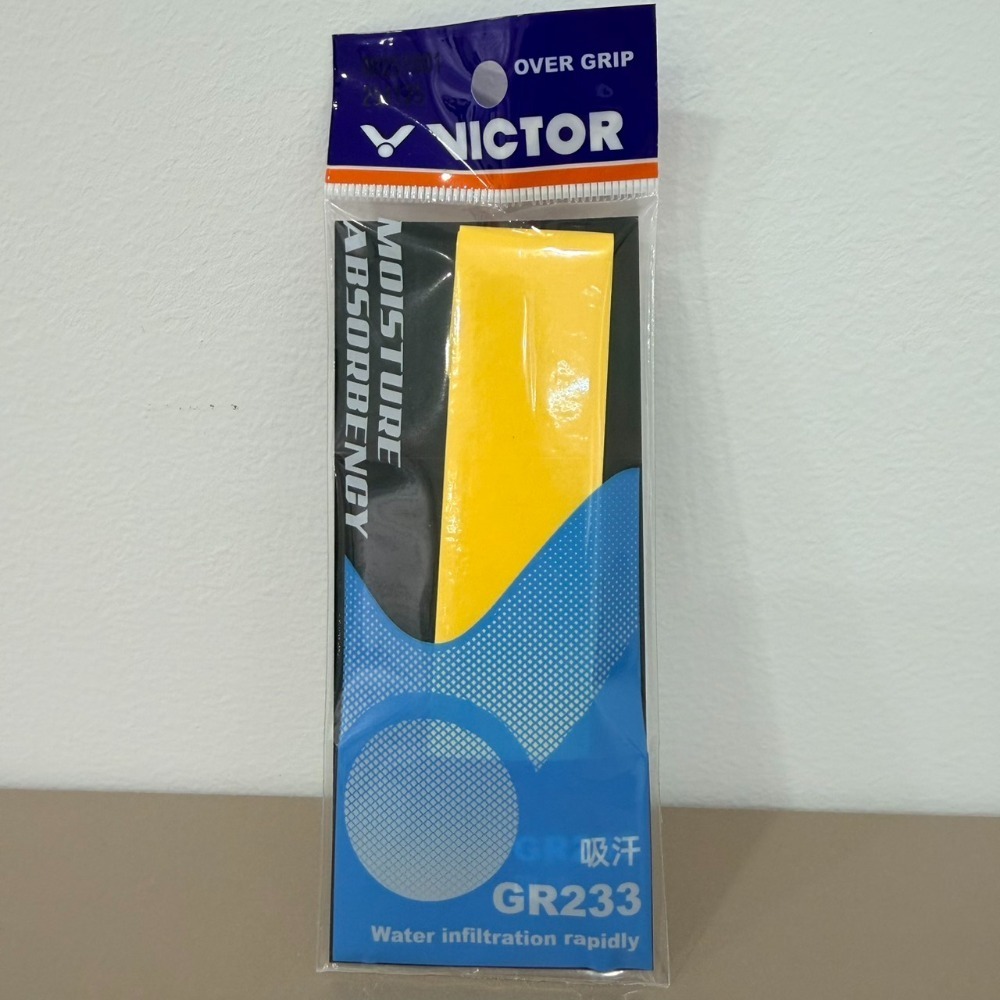 OVER GRIP
VICTOR
MOISTURE
ABSORBENCY
吸汗
GR233
Water infiltration rapidly